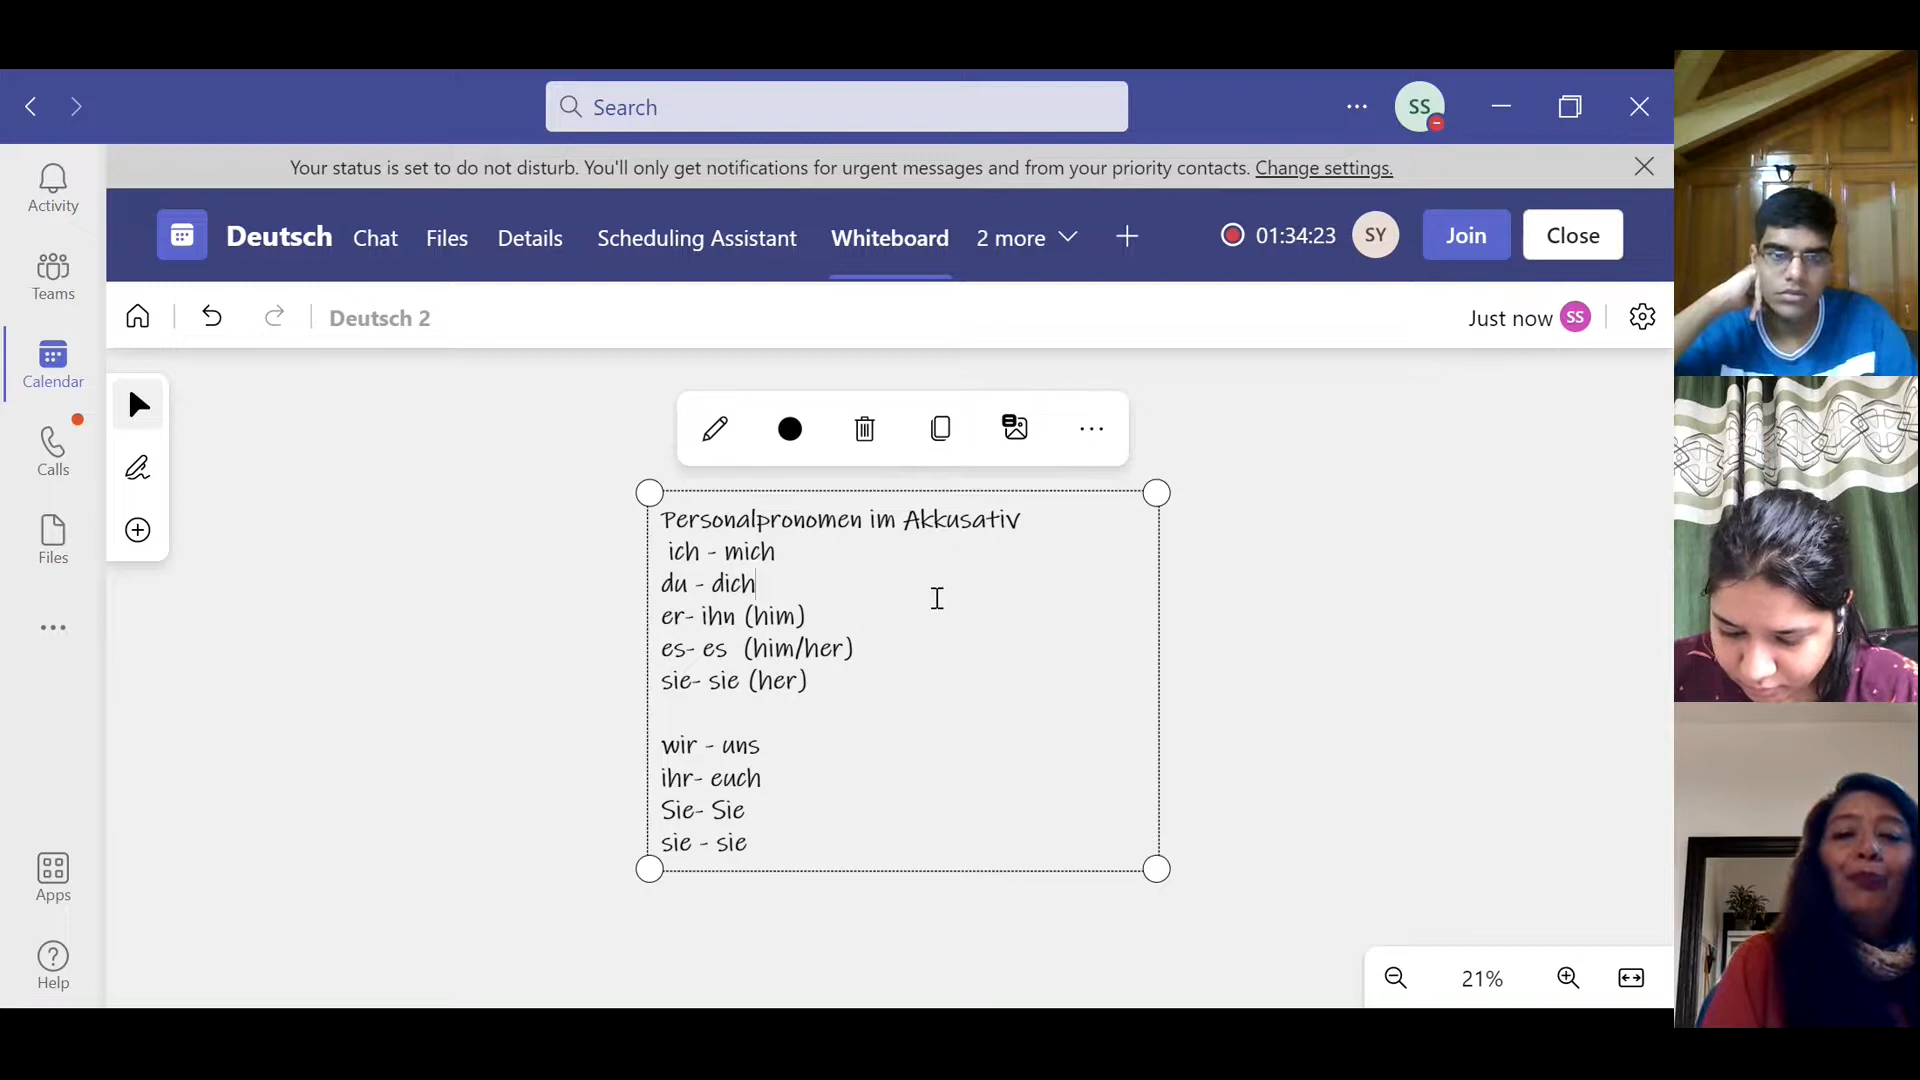 Search
SS
Your status is set to do not disturb. You'll only get notifications for urgent messages and from your priority contacts. Change settings.
Activity
Deutsch Chat Files Details Scheduling Assistant Whiteboard 2 more 01:34:23 SY Join Close
Teams
Deutsch 2 Just now SS
Calendar
Calls
Files
Personalpronomen im Akkusativ
ich - mich
du - dich
er- ihn (him)
es- es (him/her)
sie- sie (her)
wir - uns
ihr- euch
Sie- Sie
sie - sie
Apps
Help
21%